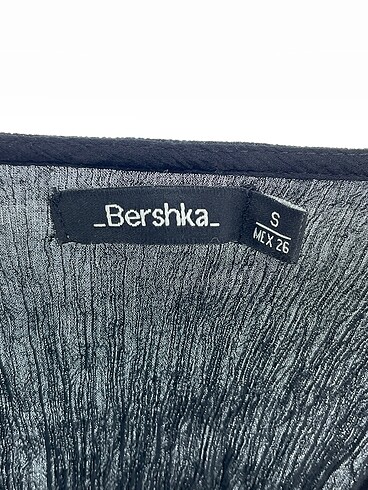 _Bershka_
S
MEX 26